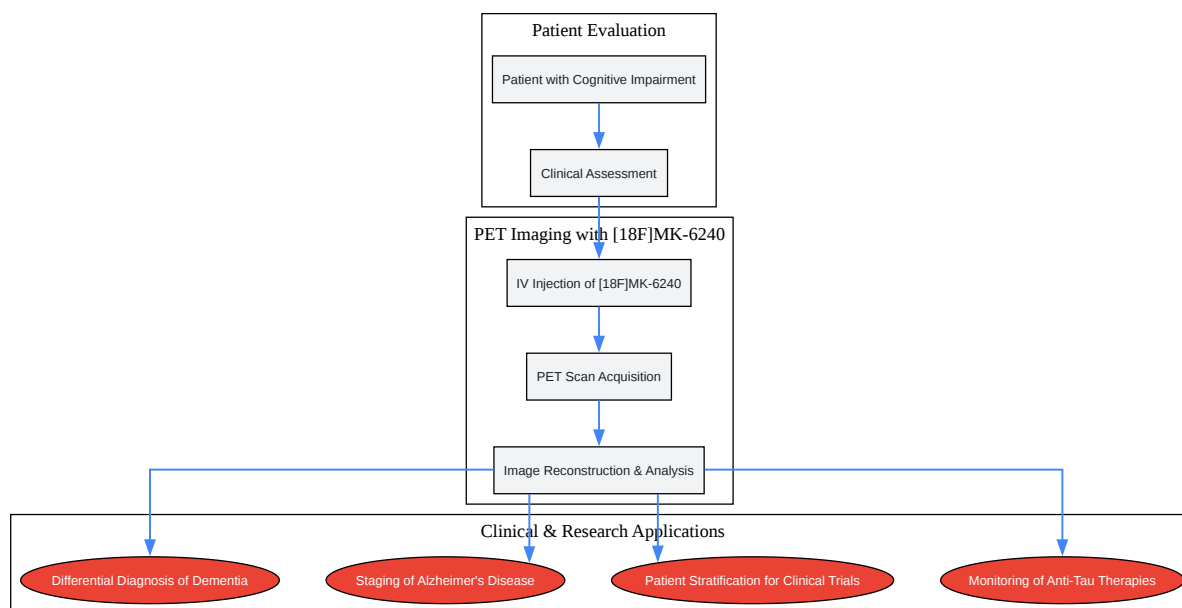 Patient Evaluation
Patient with Cognitive Impairment
Clinical Assessment
PET Imaging with [18F]MK-6240
IV Injection of [18F]MK-6240
PET Scan Acquisition
Image Reconstruction & Analysis
Clinical & Research Applications
Differential Diagnosis of Dementia
Staging of Alzheimer's Disease
Patient Stratification for Clinical Trials
Monitoring of Anti-Tau Therapies